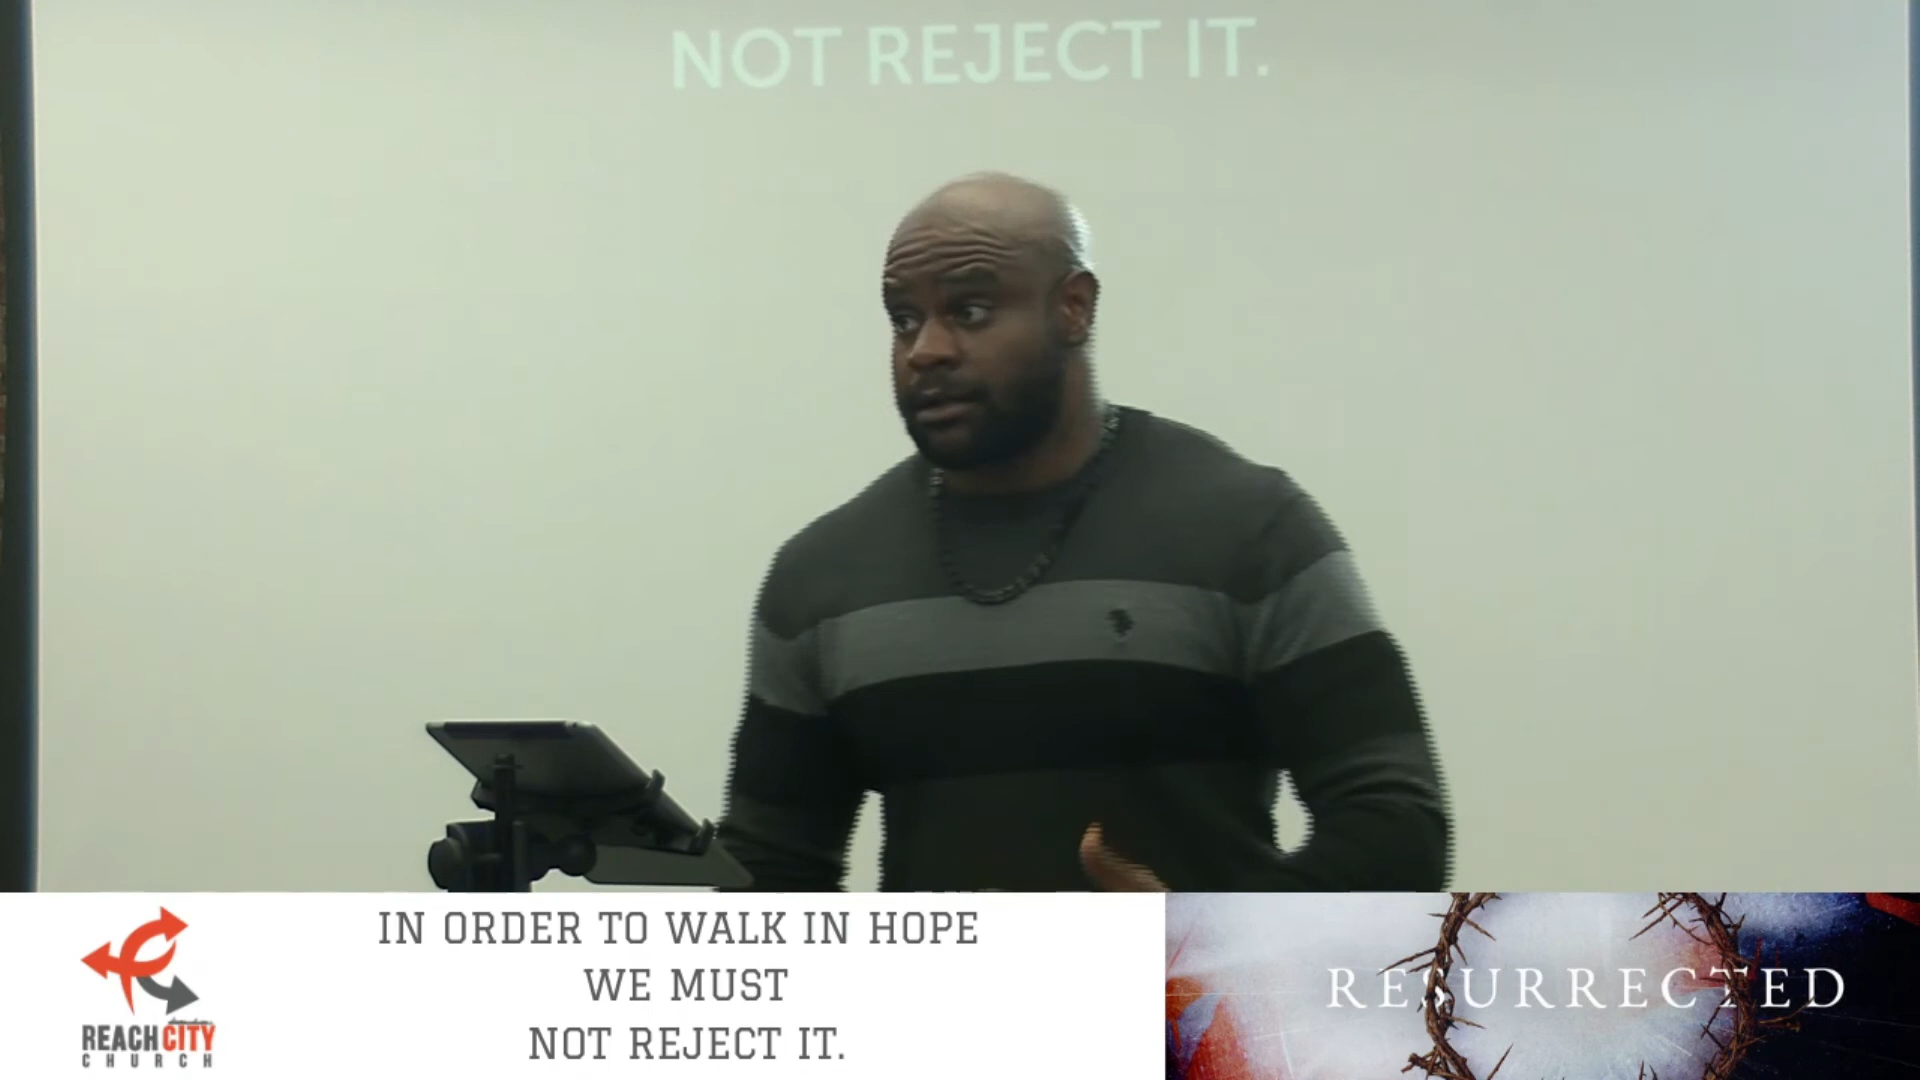 NOT REJECT IT.
IN ORDER TO WALK IN HOPE
WE MUST
NOT REJECT IT.
REACH CITY
CHURCH
RESURRECTED